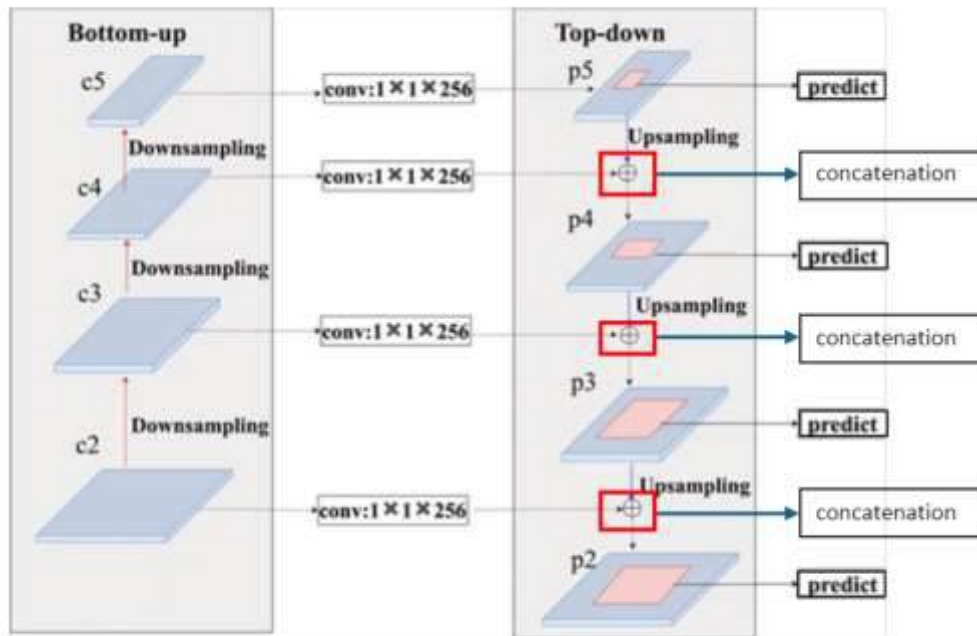 Bottom-up
Top-down
c5
conv:1×1×256
p5
predict
Downsampling
Upsampling
c4
conv:1×1×256
concatenation
p4
Downsampling
predict
c3
Upsampling
conv:1×1×256
concatenation
p3
Downsampling
predict
c2
Upsampling
conv:1×1×256
concatenation
p2
predict